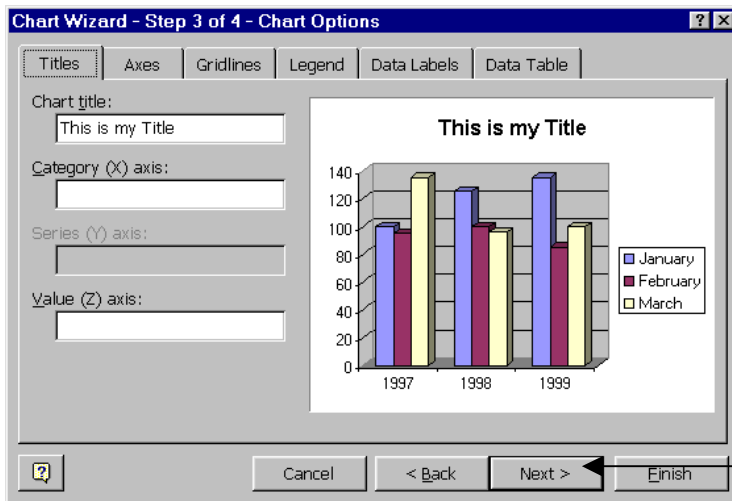 Chart Wizard - Step 3 of 4 - Chart Options
Titles Axes Gridlines Legend Data Labels Data Table
Chart title:
This is my Title
Category (X) axis:
Series (Y) axis:
Value (Z) axis:
This is my Title
140
120
100
80
60
40
20
0
1997 1998 1999
January
February
March
? Cancel < Back Next > Finish